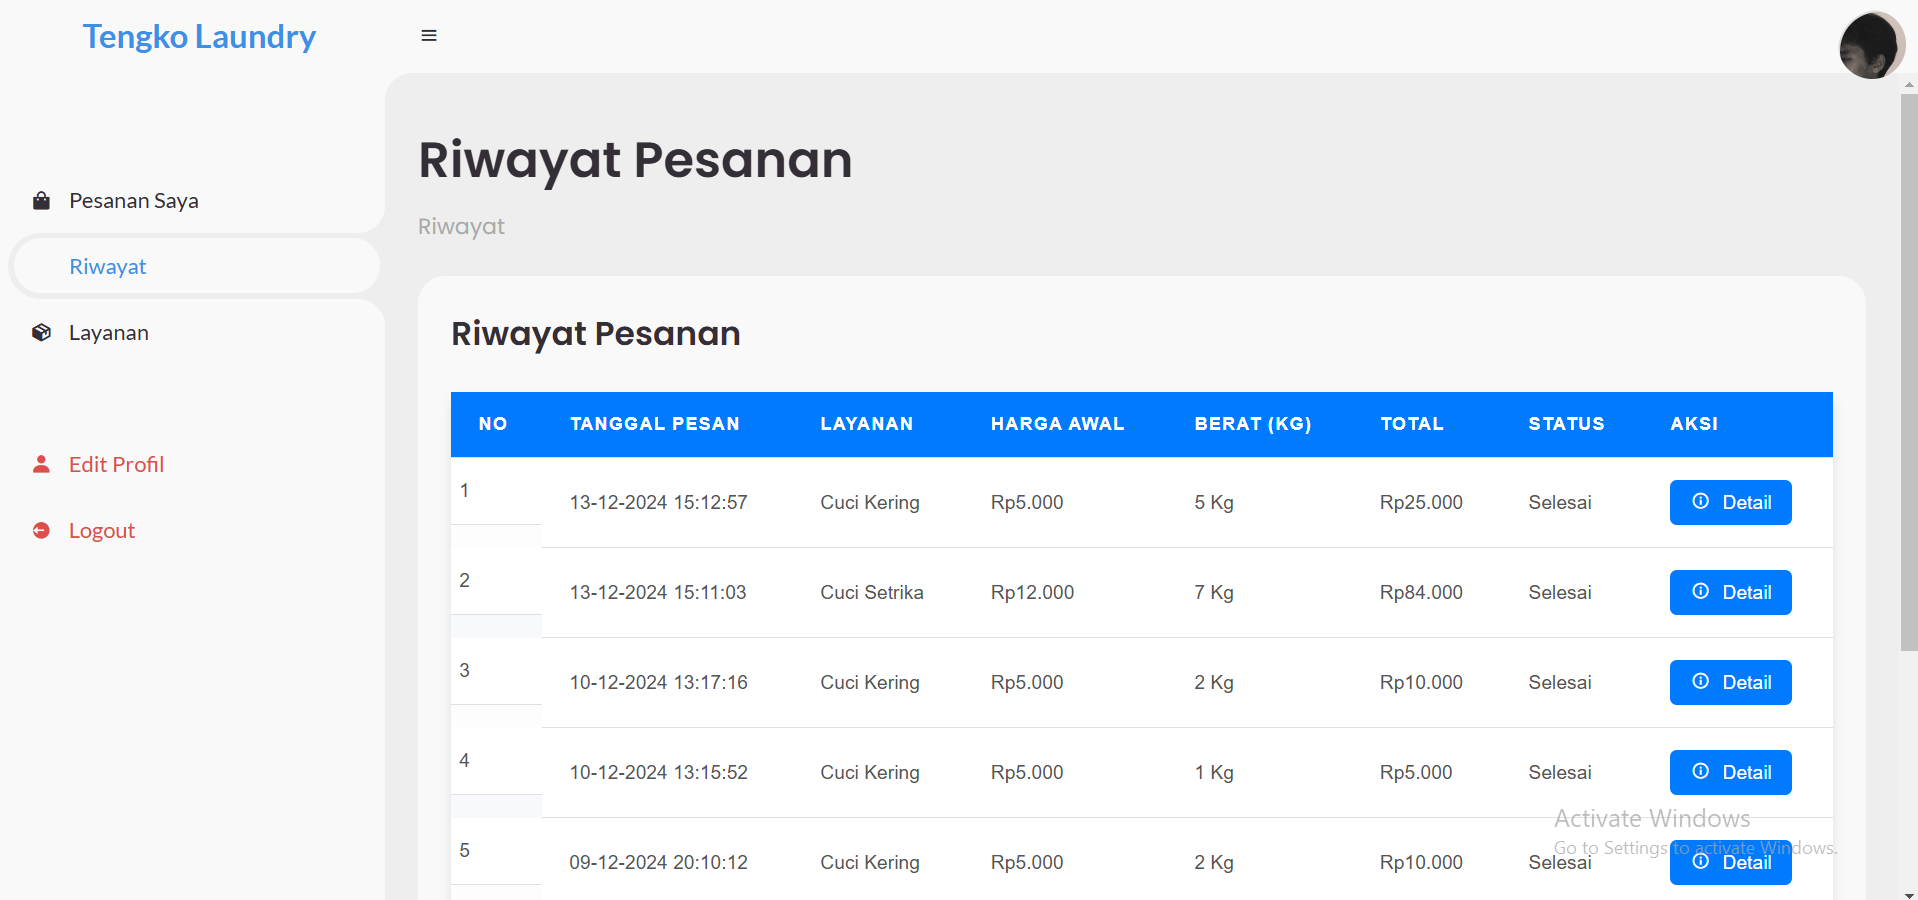 Tengko Laundry
Pesanan Saya
Riwayat
Layanan
Edit Profil
Logout
Riwayat Pesanan
Riwayat
Riwayat Pesanan
NO TANGGAL PESAN LAYANAN HARGA AWAL BERAT (KG) TOTAL STATUS AKSI
1 13-12-2024 15:12:57 Cuci Kering Rp5.000 5 Kg Rp25.000 Selesai Detail
2 13-12-2024 15:11:03 Cuci Setrika Rp12.000 7 Kg Rp84.000 Selesai Detail
3 10-12-2024 13:17:16 Cuci Kering Rp5.000 2 Kg Rp10.000 Selesai Detail
4 10-12-2024 13:15:52 Cuci Kering Rp5.000 1 Kg Rp5.000 Selesai Detail
5 09-12-2024 20:10:12 Cuci Kering Rp5.000 2 Kg Rp10.000 Selesai Detail
Activate Windows
Go to Settings to activate Windows.